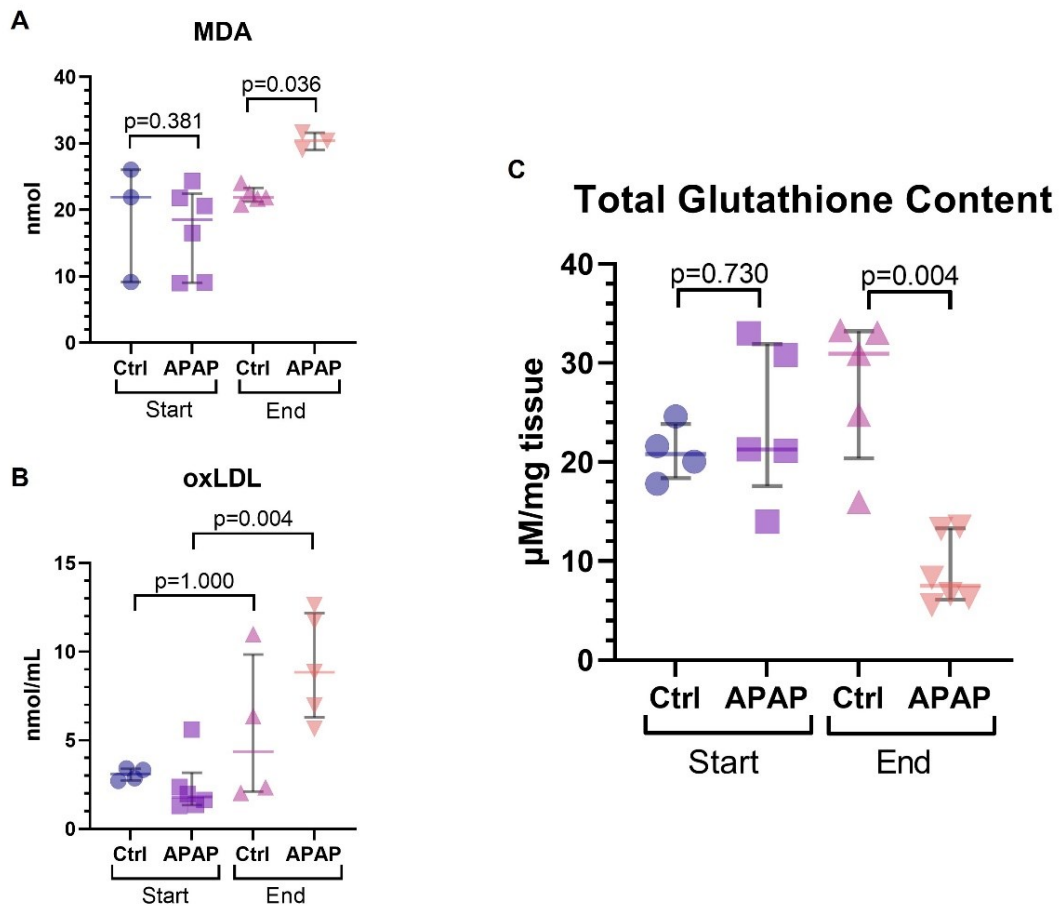 A
MDA
40
30
20
10
0
nmol
p=0.381
p=0.036
Ctrl APAP Ctrl APAP
Start End
B
oxLDL
15
10
5
0
nmol/mL
p=1.000
p=0.004
Ctrl APAP Ctrl APAP
Start End
C
Total Glutathione Content
40
30
20
10
0
µM/mg tissue
p=0.730
p=0.004
Ctrl APAP Ctrl APAP
Start End